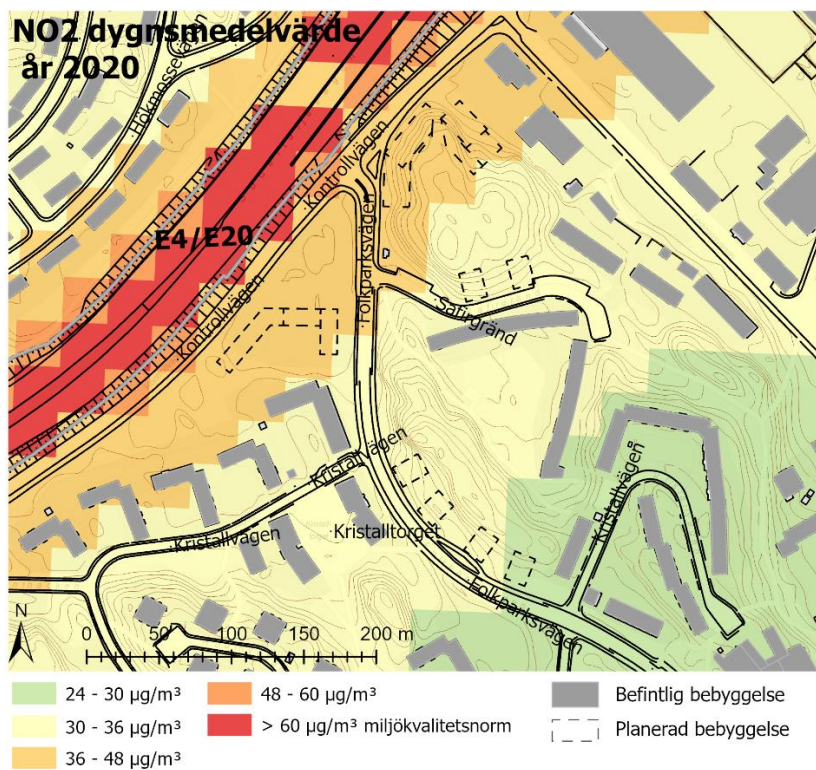 NO2 dygnsmedelvärde
år 2020
Hökmossevägen
Kontrollvägen
E4/E20
Kontrollvägen
Folkparksvägen
Safirgränd
Kristallvägen
Kristallvägen
Kristalltorget
Kristallvägen
Folkparksvägen
N
0 50 100 200 m
24 - 30 µg/m³
30 - 36 µg/m³
36 - 48 µg/m³
48 - 60 µg/m³
> 60 µg/m³ miljökvalitetsnorm
Befintlig bebyggelse
Planerad bebyggelse